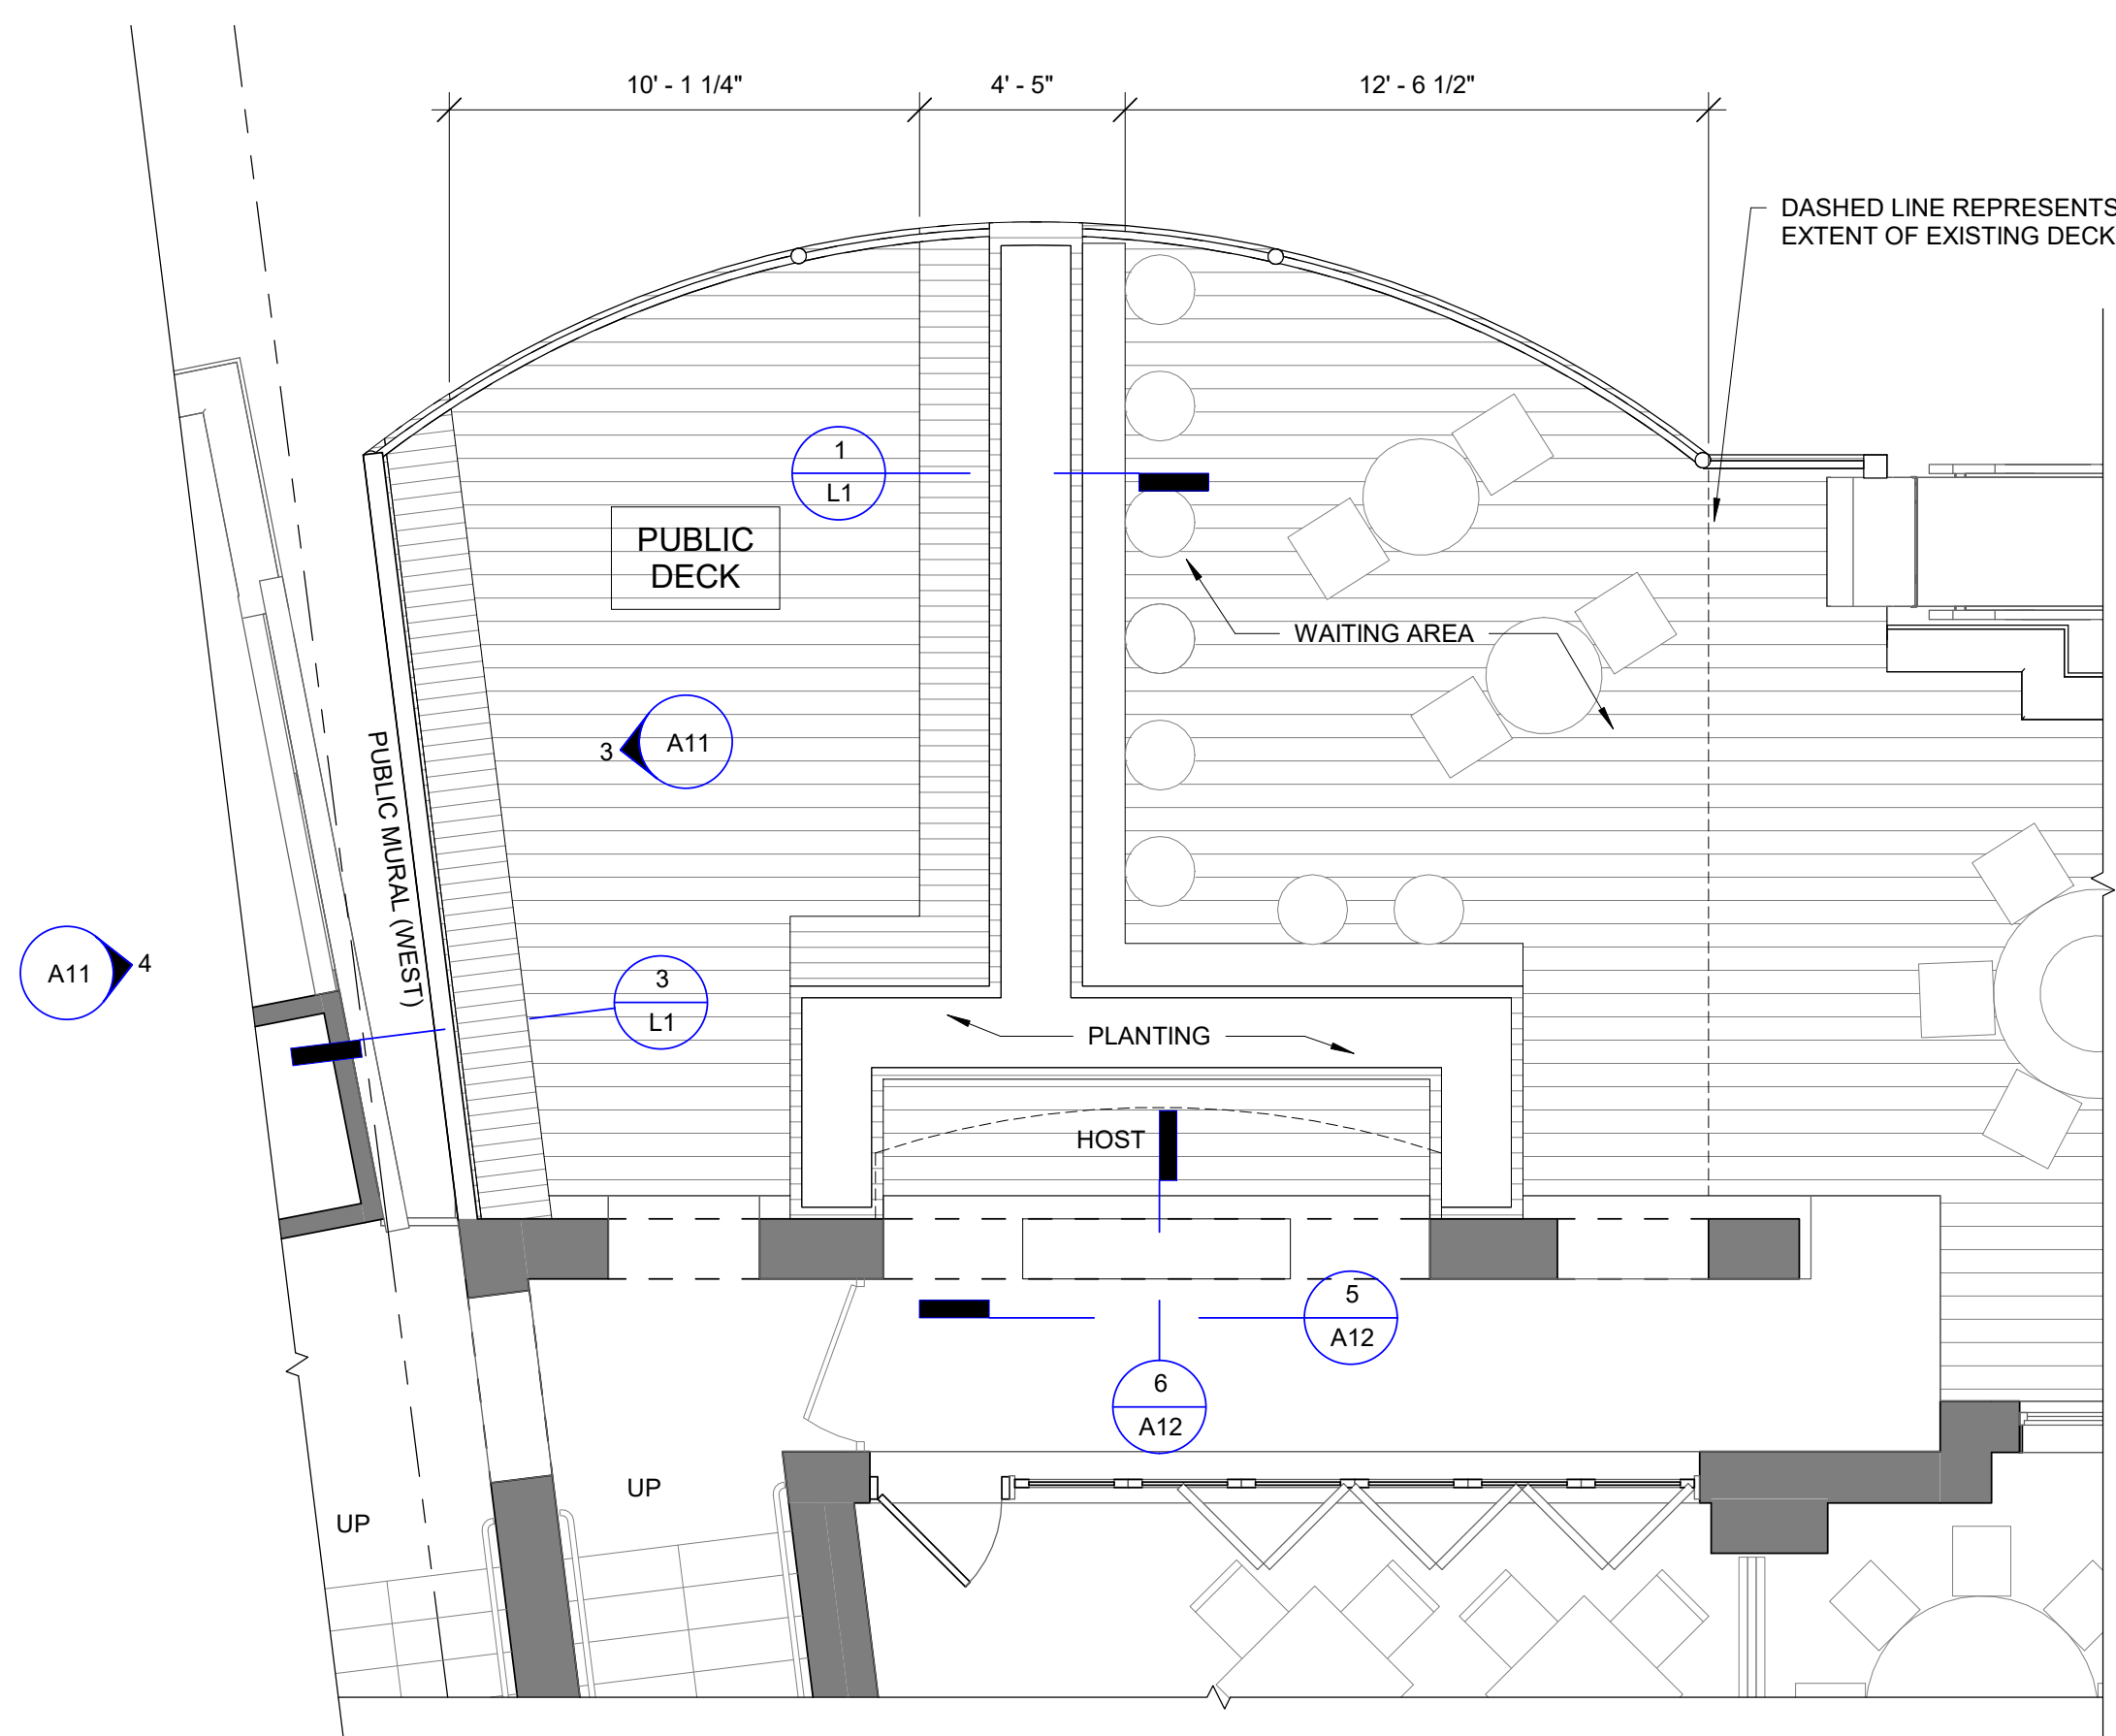 10' - 1 1/4"
4' - 5"
12' - 6 1/2"
DASHED LINE REPRESENTS
EXTENT OF EXISTING DECK
1
L1
PUBLIC
DECK
WAITING AREA
3
A11
PUBLIC MURAL (WEST)
A11
4
3
L1
PLANTING
HOST
5
A12
6
A12
UP
UP